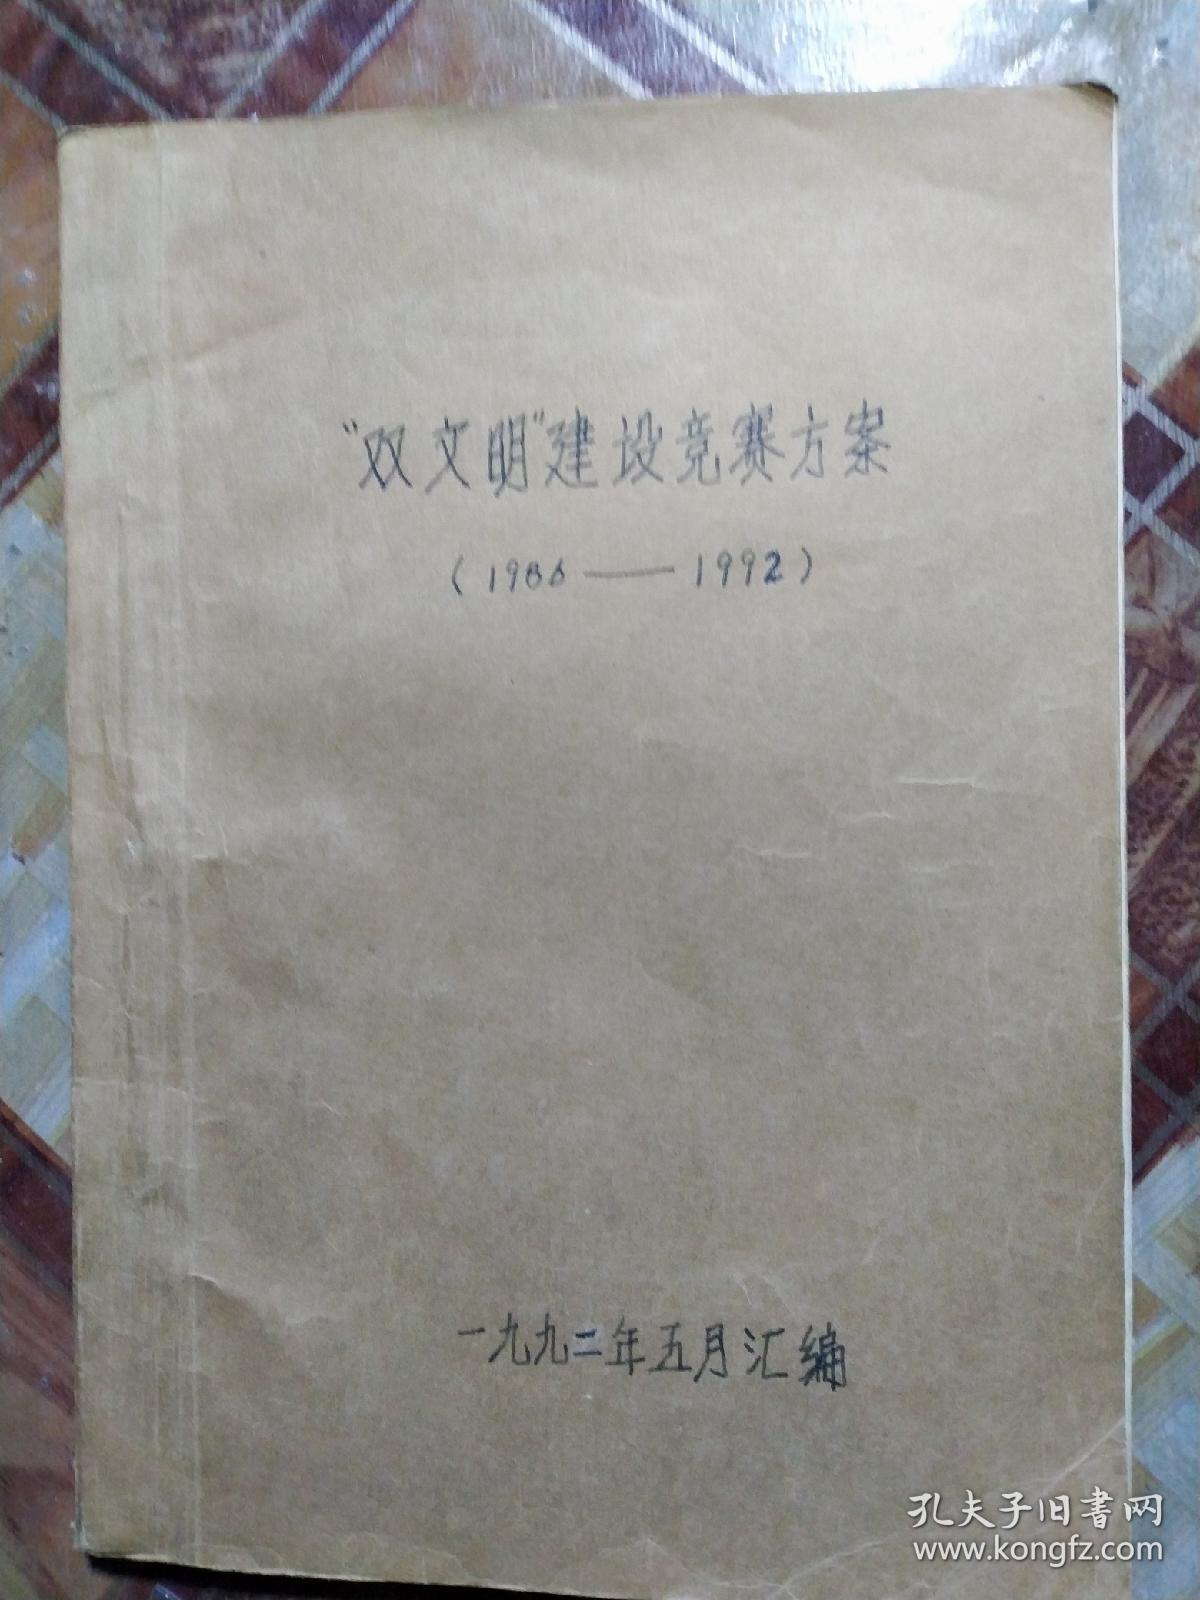 “双文明”建设竞赛方案
（1986——1992）
一九九二年五月汇编
孔夫子旧书网
www.kongfz.com